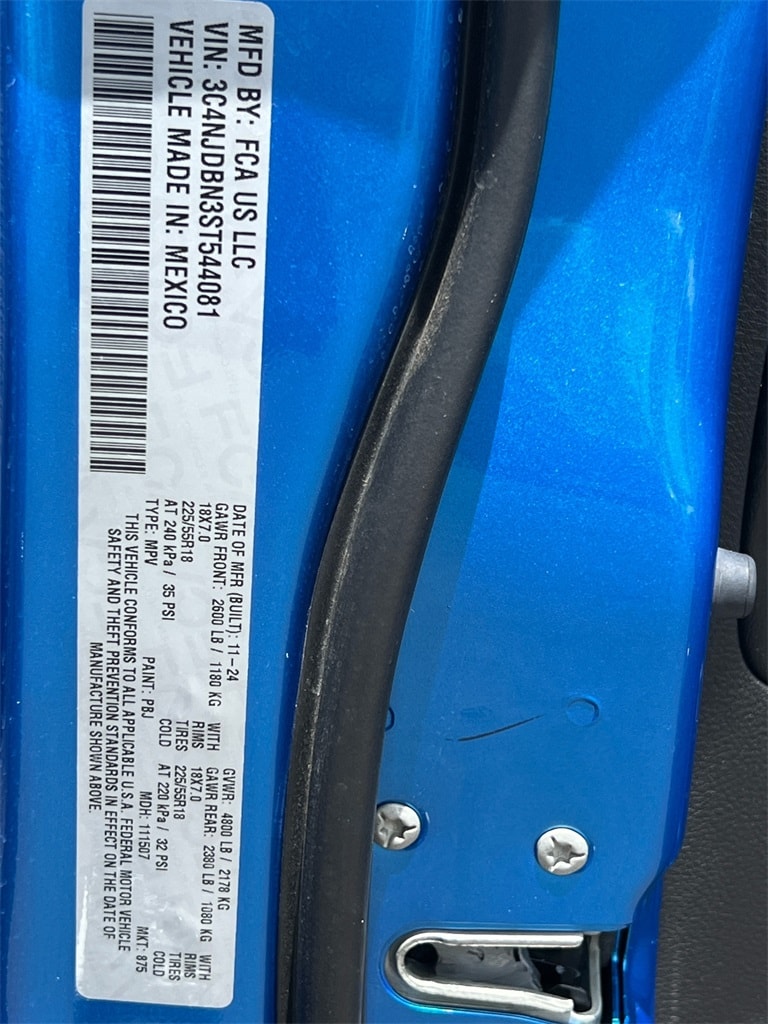 MFD BY: FCA US LLC
VIN: 3C4NJDBN3ST544081
VEHICLE MADE IN: MEXICO
DATE OF MFR (BUILT): 11-24 GVWR: 4800 LB / 2178 KG
GAWR FRONT: 2600 LB / 1180 KG WITH GAWR REAR: 2380 LB / 1080 KG WITH
18X7.0 RIMS 18X7.0 RIMS
225/55R18 TIRES 225/55R18 TIRES
AT 240 kPa / 35 PSI COLD AT 220 kPa / 32 PSI COLD
TYPE: MPV PAINT: PBJ MDH: 111507 MKT: 875
THIS VEHICLE CONFORMS TO ALL APPLICABLE U.S.A. FEDERAL MOTOR VEHICLE
SAFETY AND THEFT PREVENTION STANDARDS IN EFFECT ON THE DATE OF
MANUFACTURE SHOWN ABOVE.